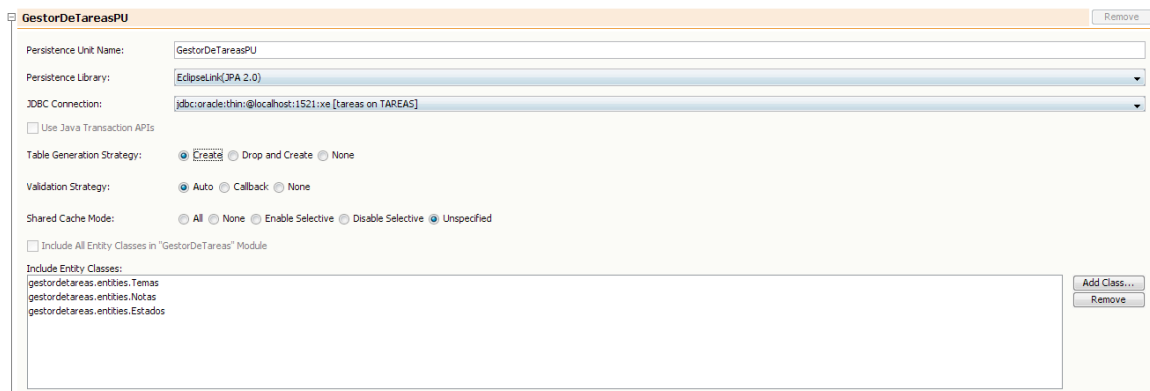 GestorDeTareasPU Remove
Persistence Unit Name: GestorDeTareasPU
Persistence Library: EclipseLink(JPA 2.0)
JDBC Connection: jdbc:oracle:thin:@localhost:1521:xe [tareas on TAREAS]
Use Java Transaction APIs
Table Generation Strategy: Create Drop and Create None
Validation Strategy: Auto Callback None
Shared Cache Mode: All None Enable Selective Disable Selective Unspecified
Include All Entity Classes in "GestorDeTareas" Module
Include Entity Classes:
gestordetareas.entities.Temas Add Class...
gestordetareas.entities.Notas Remove
gestordetareas.entities.Estados